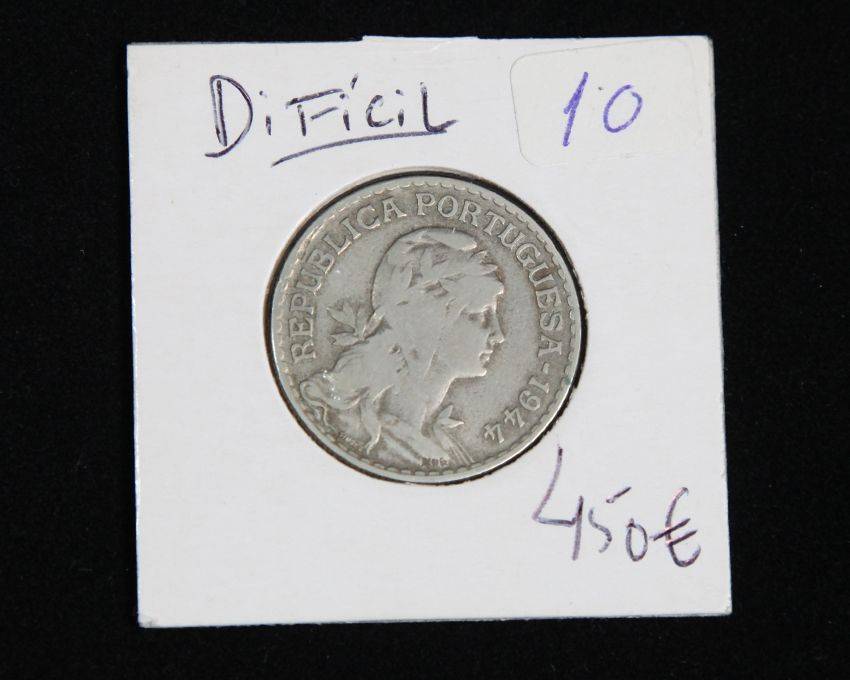 DiFíciL
10
REPUBLICA PORTUGUESA-1944
450€